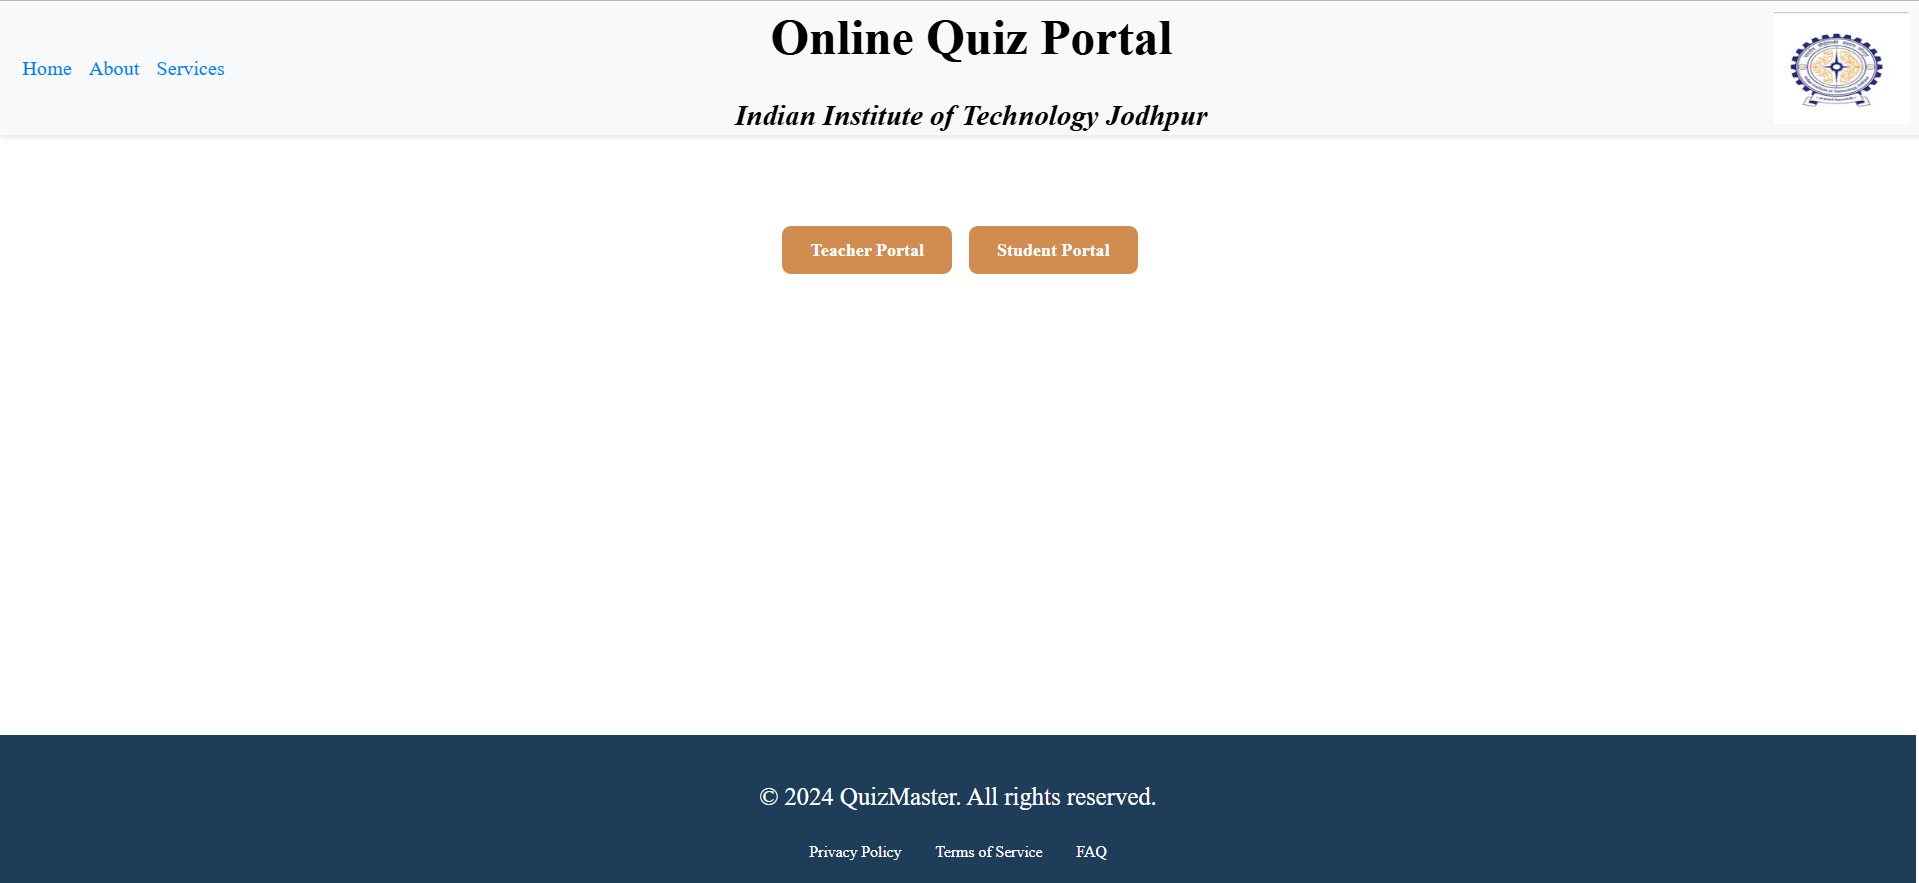 Online Quiz Portal
Home About Services
Indian Institute of Technology Jodhpur
Teacher Portal Student Portal
© 2024 QuizMaster. All rights reserved.
Privacy Policy Terms of Service FAQ